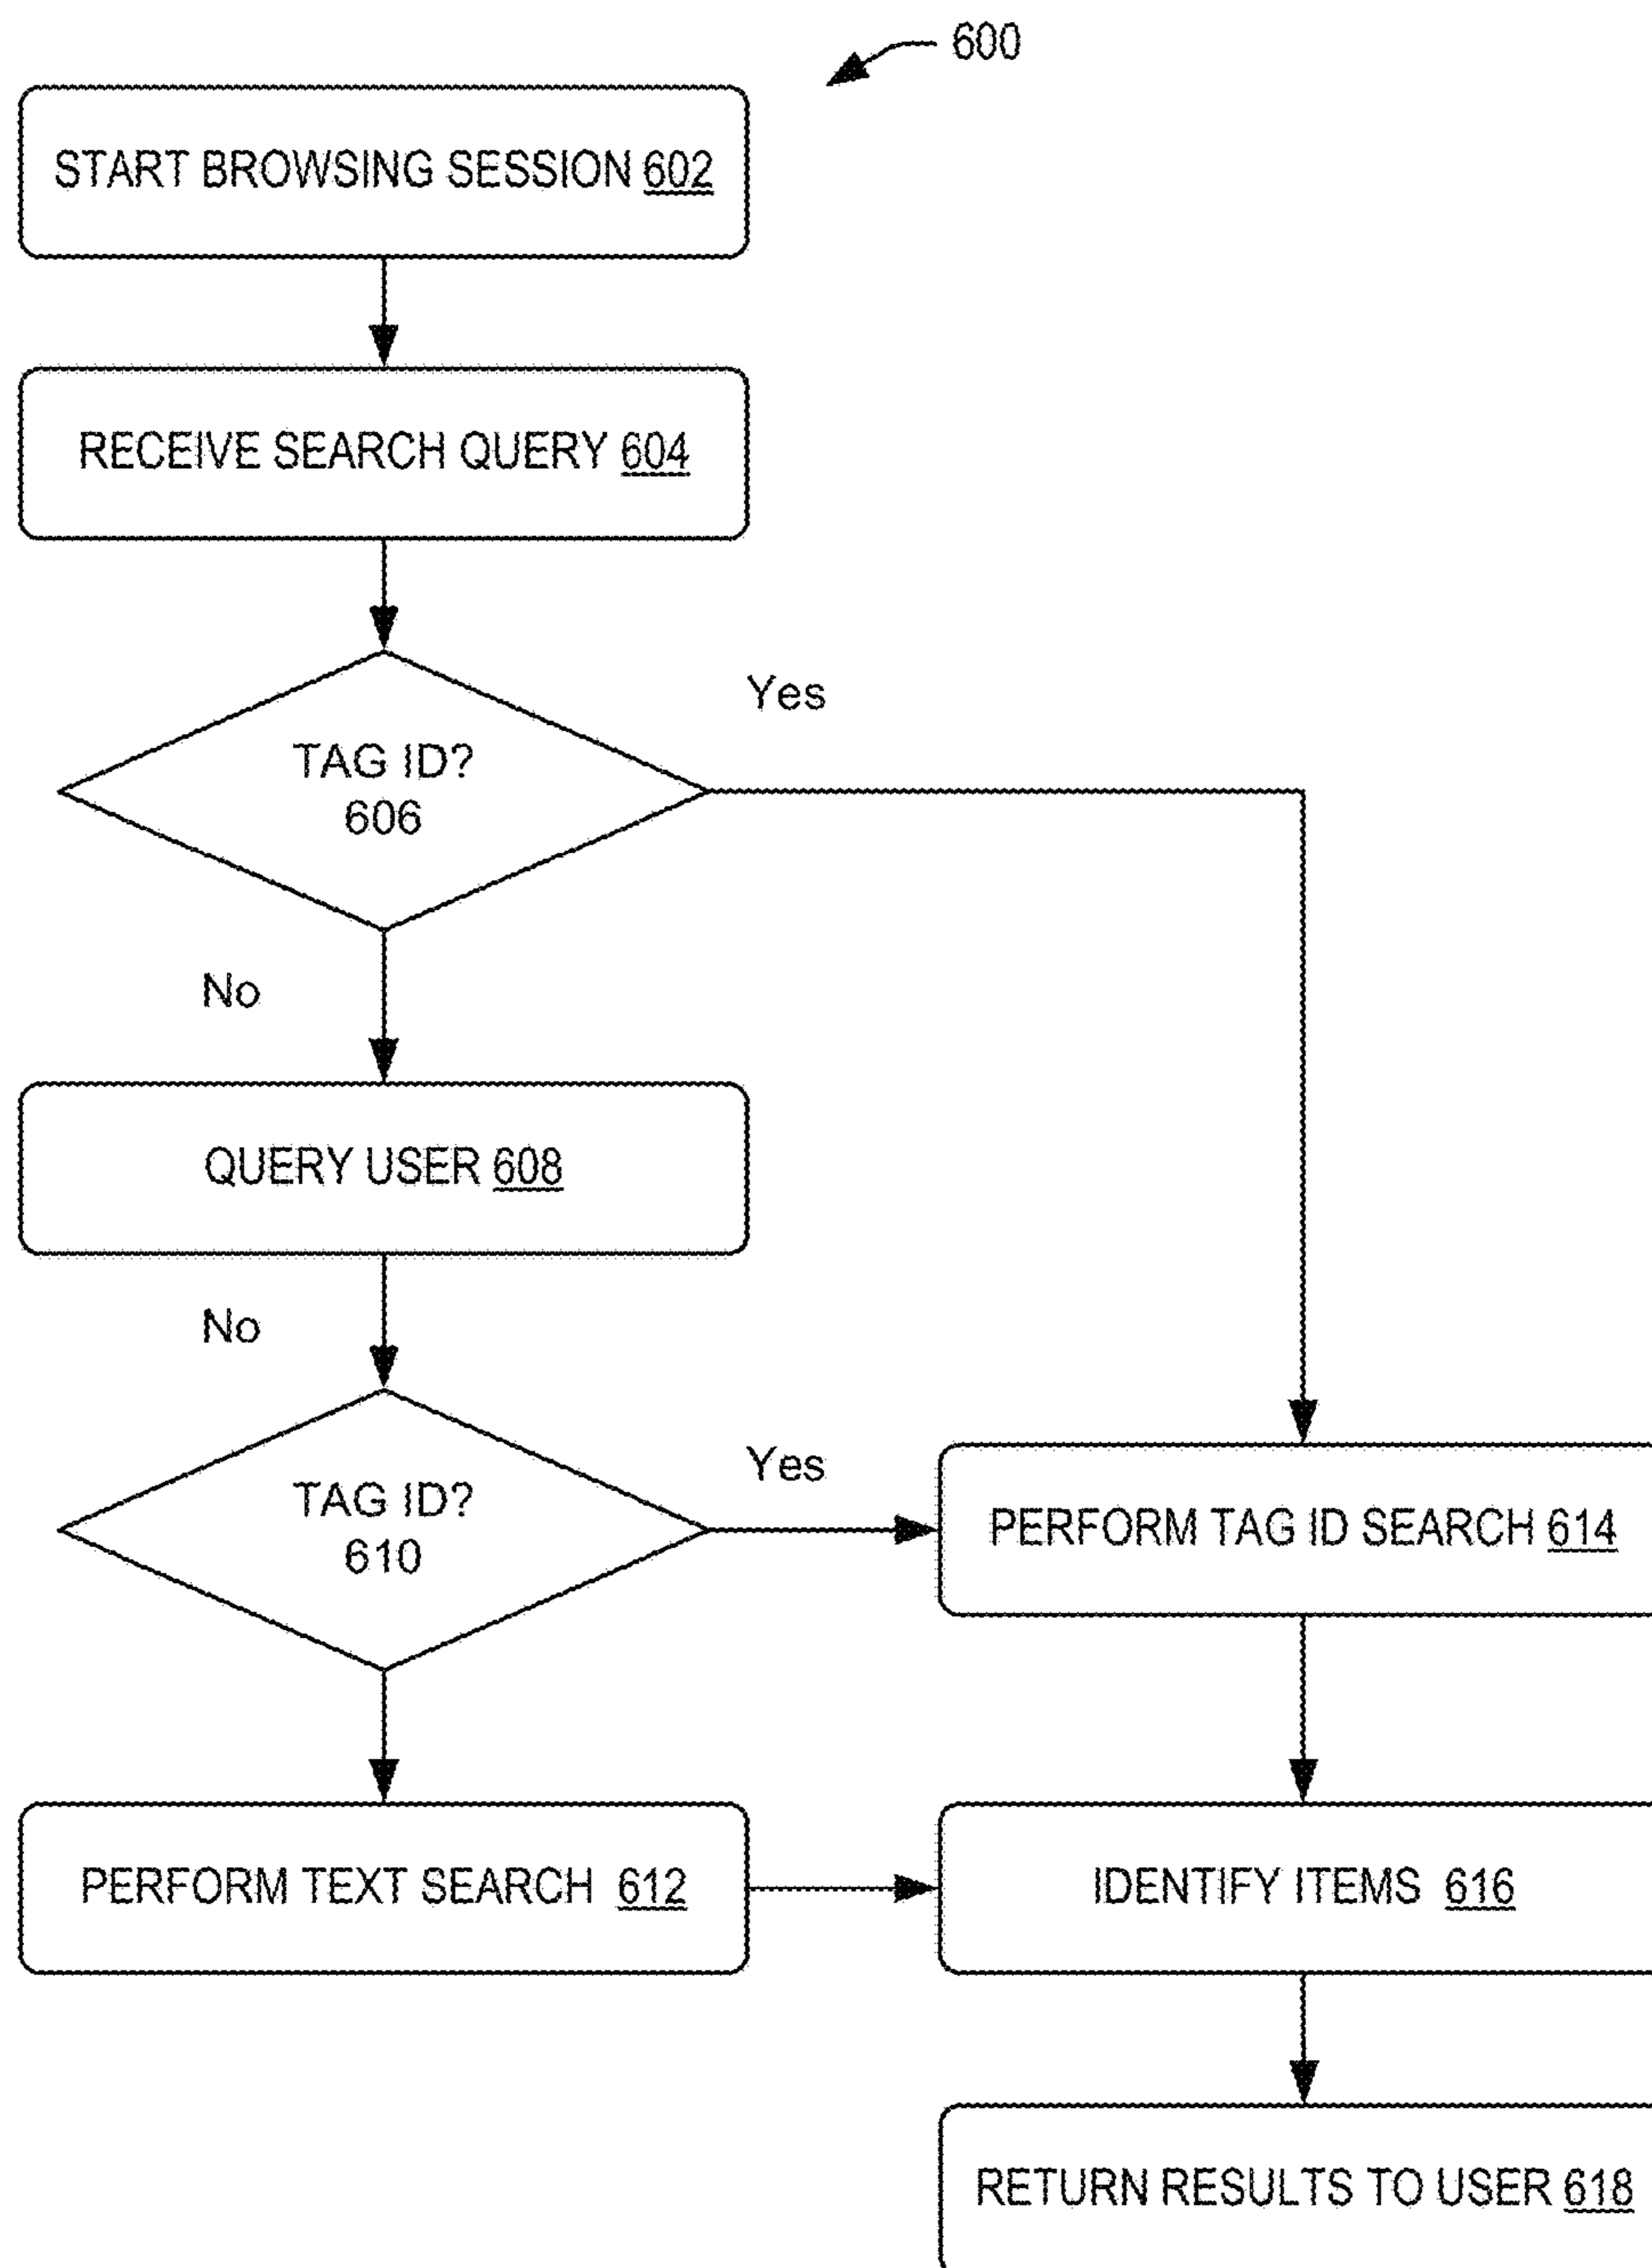 600
START BROWSING SESSION 602
RECEIVE SEARCH QUERY 604
Yes
TAG ID?
606
No
QUERY USER 608
No
Yes
TAG ID?
610
PERFORM TAG ID SEARCH 614
PERFORM TEXT SEARCH 612
IDENTIFY ITEMS 616
RETURN RESULTS TO USER 618